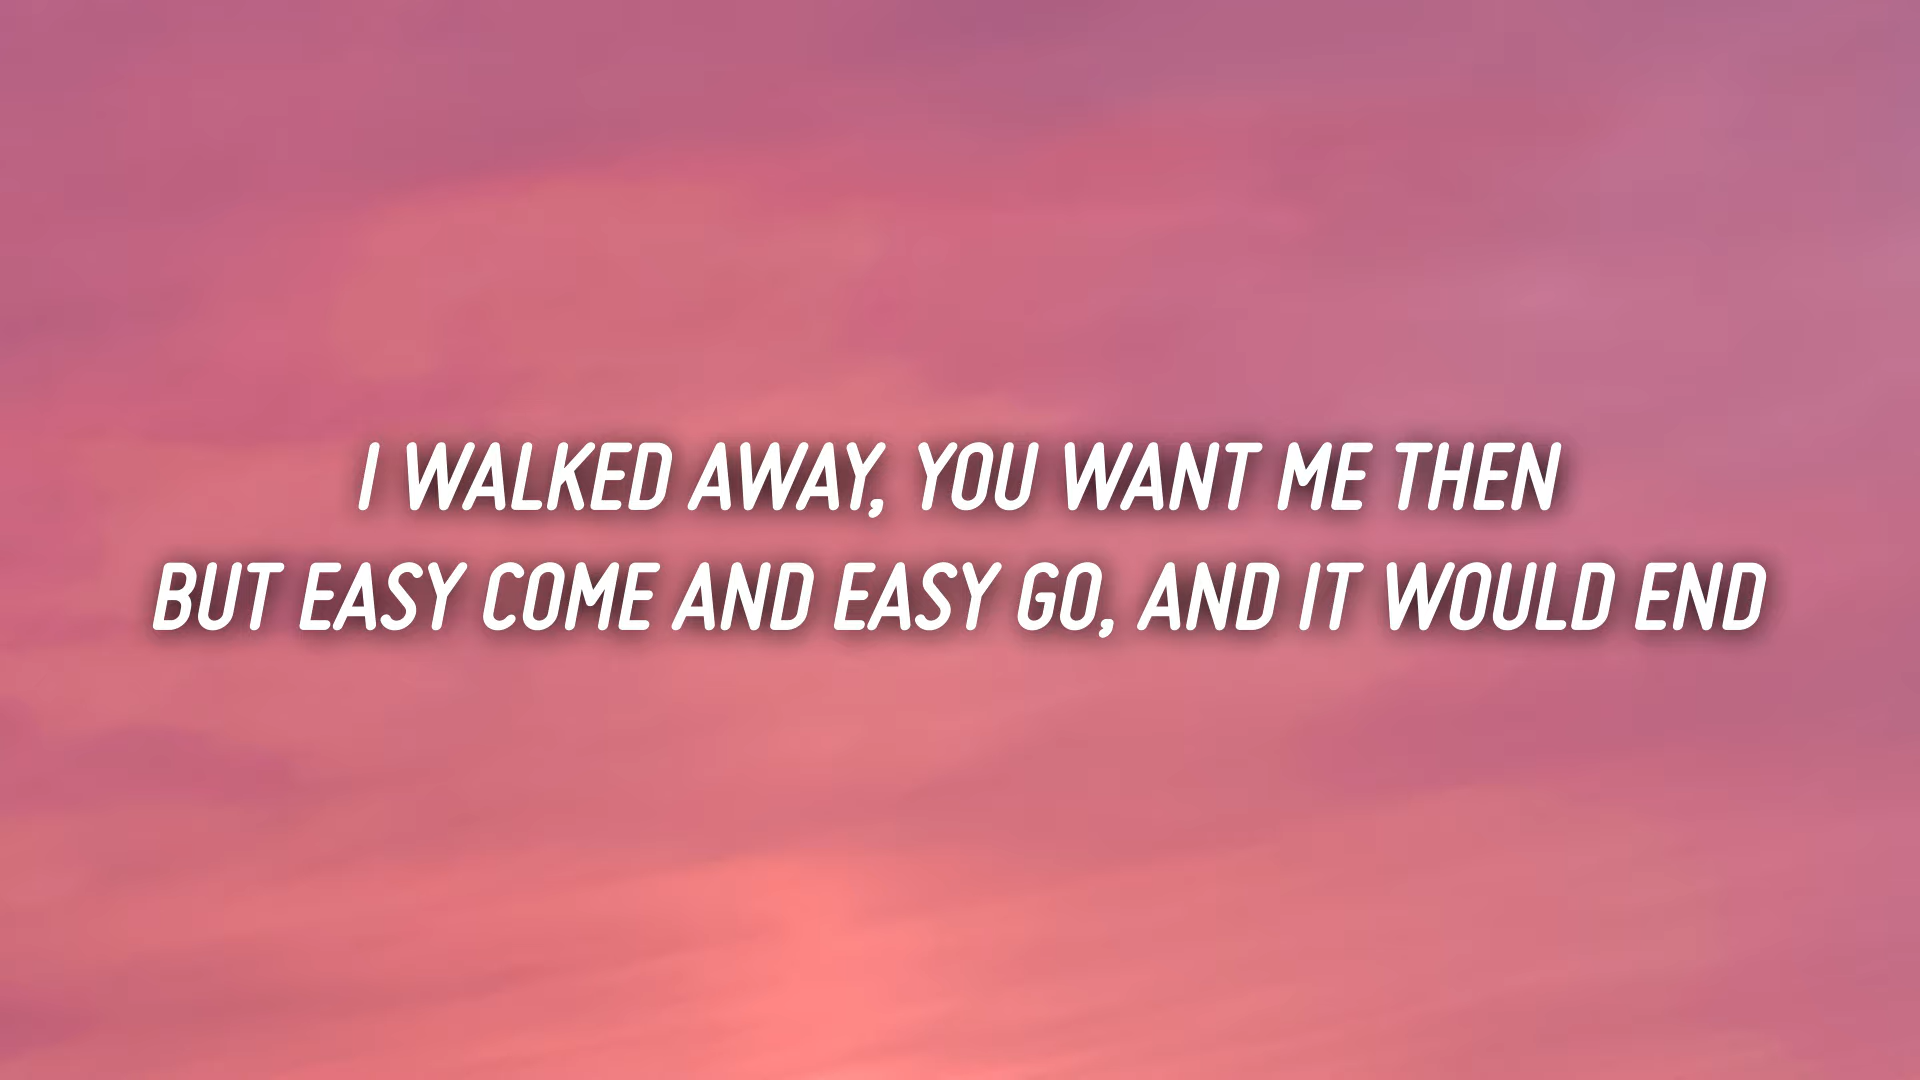 I WALKED AWAY, YOU WANT ME THEN
BUT EASY COME AND EASY GO, AND IT WOULD END